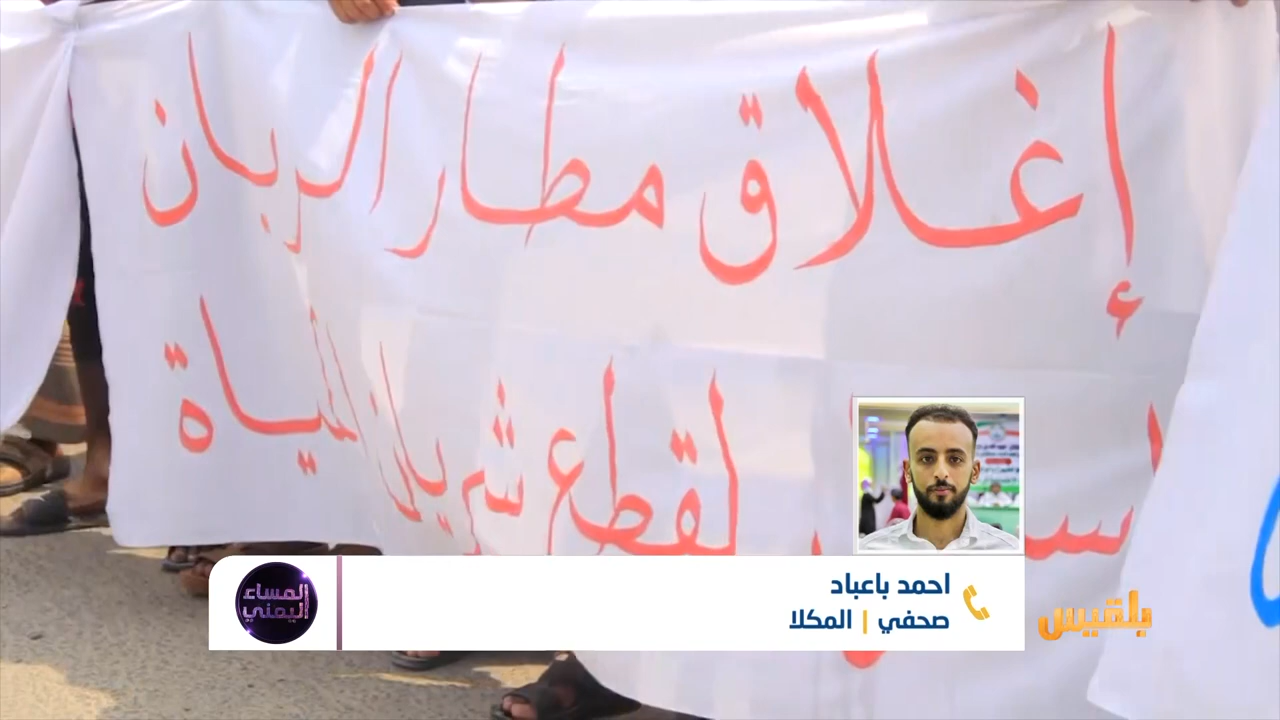 إغلاق مطار الريان
لقطع شريان الحياة
احمد باعباد
صحفي | المكلا
المساء
اليمني
بلقيس